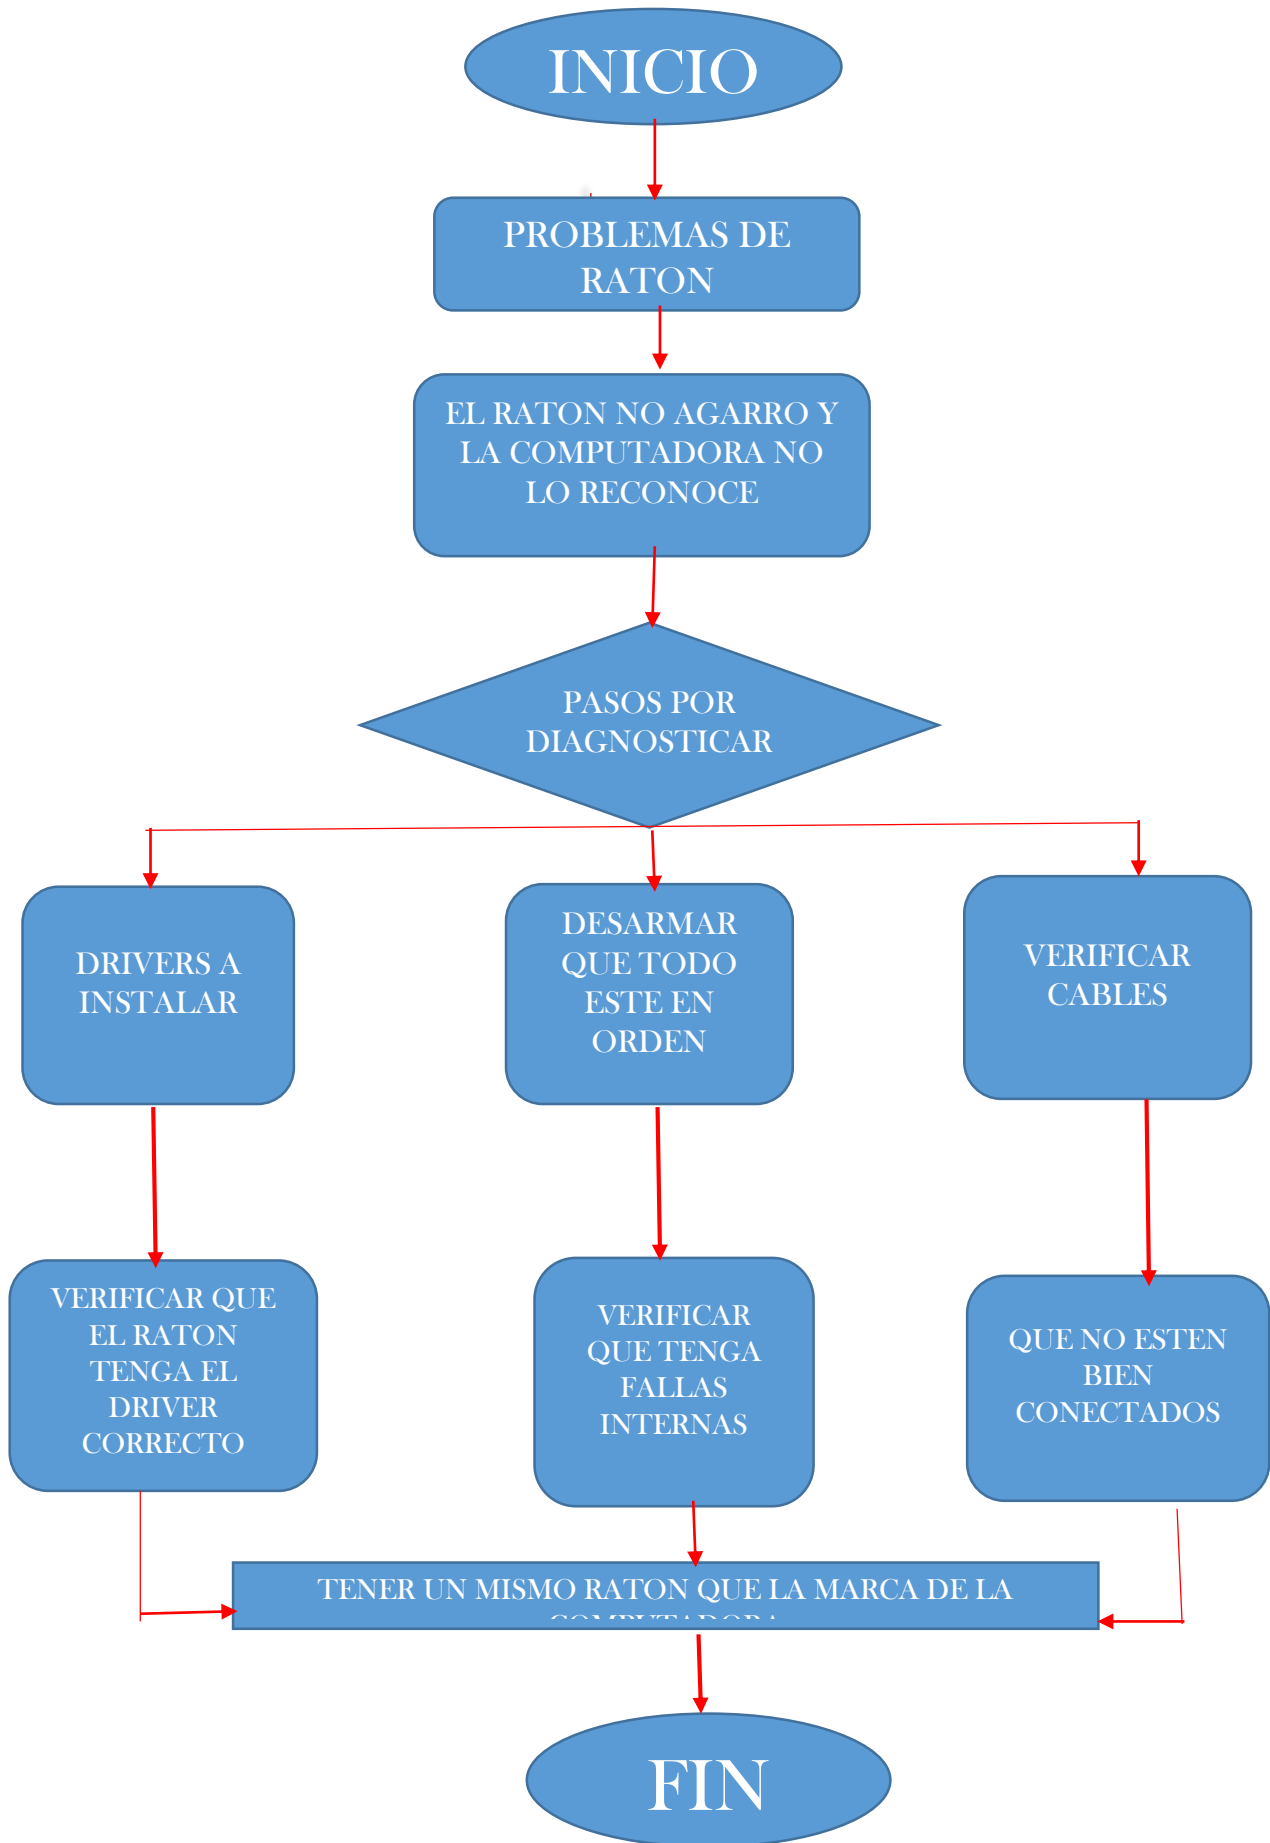 INICIO
PROBLEMAS DE
RATON
EL RATON NO AGARRO Y
LA COMPUTADORA NO
LO RECONOCE
PASOS POR
DIAGNOSTICAR
DRIVERS A
INSTALAR
DESARMAR
QUE TODO
ESTE EN
ORDEN
VERIFICAR
CABLES
VERIFICAR QUE
EL RATON
TENGA EL
DRIVER
CORRECTO
VERIFICAR
QUE TENGA
FALLAS
INTERNAS
QUE NO ESTEN
BIEN
CONECTADOS
TENER UN MISMO RATON QUE LA MARCA DE LA
COMPUTADORA
FIN